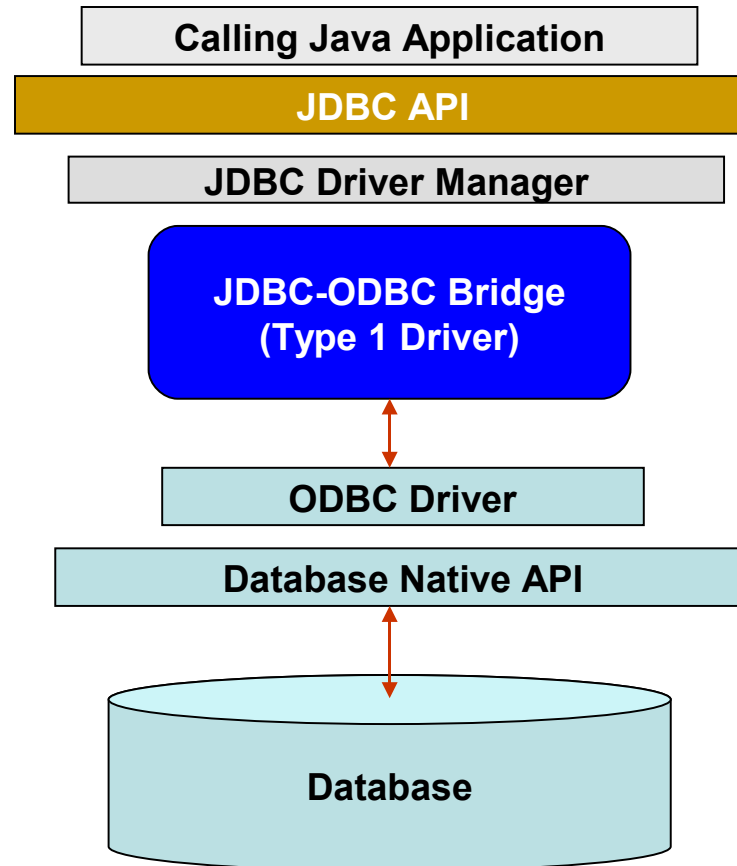 Calling Java Application
JDBC API
JDBC Driver Manager
JDBC-ODBC Bridge
(Type 1 Driver)
ODBC Driver
Database Native API
Database